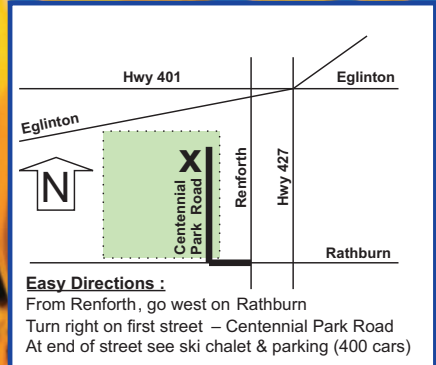 Hwy 401
Eglinton
Eglinton
N
X
Centennial
Park Road
Renforth
Hwy 427
Rathburn
Easy Directions :
From Renforth, go west on Rathburn
Turn right on first street – Centennial Park Road
At end of street see ski chalet & parking (400 cars)